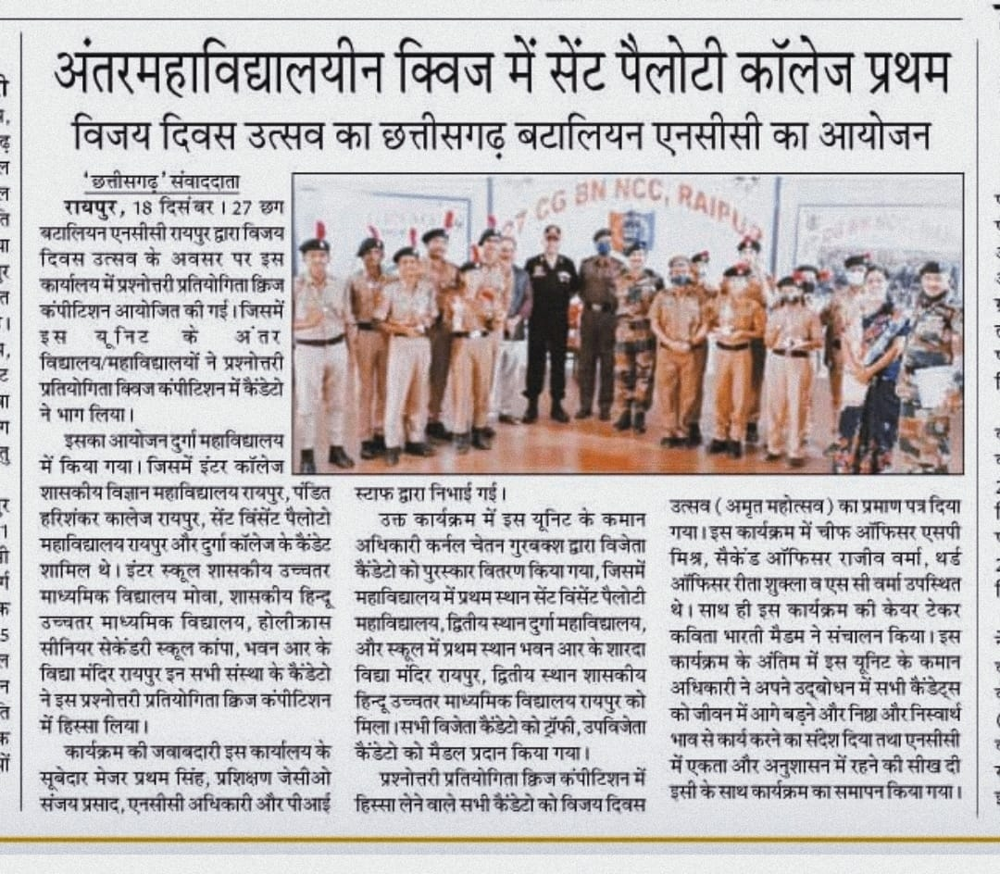 अंतरमहाविद्यालयीन क्विज में सेंट पैलोटी कॉलेज प्रथम
विजय दिवस उत्सव का छत्तीसगढ़ बटालियन एनसीसी का आयोजन
'छत्तीसगढ़' संवाददाता
रायपुर, 18 दिसंबर। 27 छग
बटालियन एनसीसी रायपुर द्वारा विजय
दिवस उत्सव के अवसर पर इस
कार्यालय में प्रश्नोत्तरी प्रतियोगिता क्विज
कंपीटिशन आयोजित की गई। जिसमें
इस यूनिट के अंतर
विद्यालय/महाविद्यालयों ने प्रश्नोत्तरी
प्रतियोगिता क्विज कंपीटिशन में कैंडेटो
ने भाग लिया।
इसका आयोजन दुर्गा महाविद्यालय
में किया गया। जिसमें इंटर कॉलेज
शासकीय विज्ञान महाविद्यालय रायपुर, पंडित
हरिशंकर कालेज रायपुर, सेंट विंसेंट पैलोटो
महाविद्यालय रायपुर और दुर्गा कॉलेज के कैंडेट
शामिल थे। इंटर स्कूल शासकीय उच्चतर
माध्यमिक विद्यालय मोवा, शासकीय हिन्दू
उच्चतर माध्यमिक विद्यालय, होलीक्रास
सीनियर सेकेंडरी स्कूल कांपा, भवन आर के
विद्या मंदिर रायपुर इन सभी संस्था के कैंडेटो
ने इस प्रश्नोत्तरी प्रतियोगिता क्विज कंपीटिशन
में हिस्सा लिया।
कार्यक्रम की जवाबदारी इस कार्यालय के
सूबेदार मेजर प्रथम सिंह, प्रशिक्षण जेसीओ
संजय प्रसाद, एनसीसी अधिकारी और पीआई
27 CG BN NCC, RAIPUR
स्टाफ द्वारा निभाई गई।
उक्त कार्यक्रम में इस यूनिट के कमान
अधिकारी कर्नल चेतन गुरबक्श द्वारा विजेता
कैंडेटो को पुरस्कार वितरण किया गया, जिसमें
महाविद्यालय में प्रथम स्थान सेंट विंसेंट पैलोटी
महाविद्यालय, द्वितीय स्थान दुर्गा महाविद्यालय,
और स्कूल में प्रथम स्थान भवन आर के शारदा
विद्या मंदिर रायपुर, द्वितीय स्थान शासकीय
हिन्दू उच्चतर माध्यमिक विद्यालय रायपुर को
मिला। सभी विजेता कैंडेटो को ट्रॉफी, उपविजेता
कैंडेटो को मैडल प्रदान किया गया।
प्रश्नोत्तरी प्रतियोगिता क्विज कंपीटिशन में
हिस्सा लेने वाले सभी कैंडेटो को विजय दिवस
उत्सव (अमृत महोत्सव) का प्रमाण पत्र दिया
गया। इस कार्यक्रम में चीफ ऑफिसर एसपी
मिश्र, सैकेंड ऑफिसर राजीव वर्मा, थर्ड
ऑफिसर रीता शुक्ला व एस सी वर्मा उपस्थित
थे। साथ ही इस कार्यक्रम की केयर टेकर
कविता भारती मैडम ने संचालन किया। इस
कार्यक्रम के अंतिम में इस यूनिट के कमान
अधिकारी ने अपने उद्बोधन में सभी कैंडेट्स
को जीवन में आगे बड़ने और निष्ठा और निस्वार्थ
भाव से कार्य करने का संदेश दिया तथा एनसीसी
में एकता और अनुशासन में रहने की सीख दी
इसी के साथ कार्यक्रम का समापन किया गया।